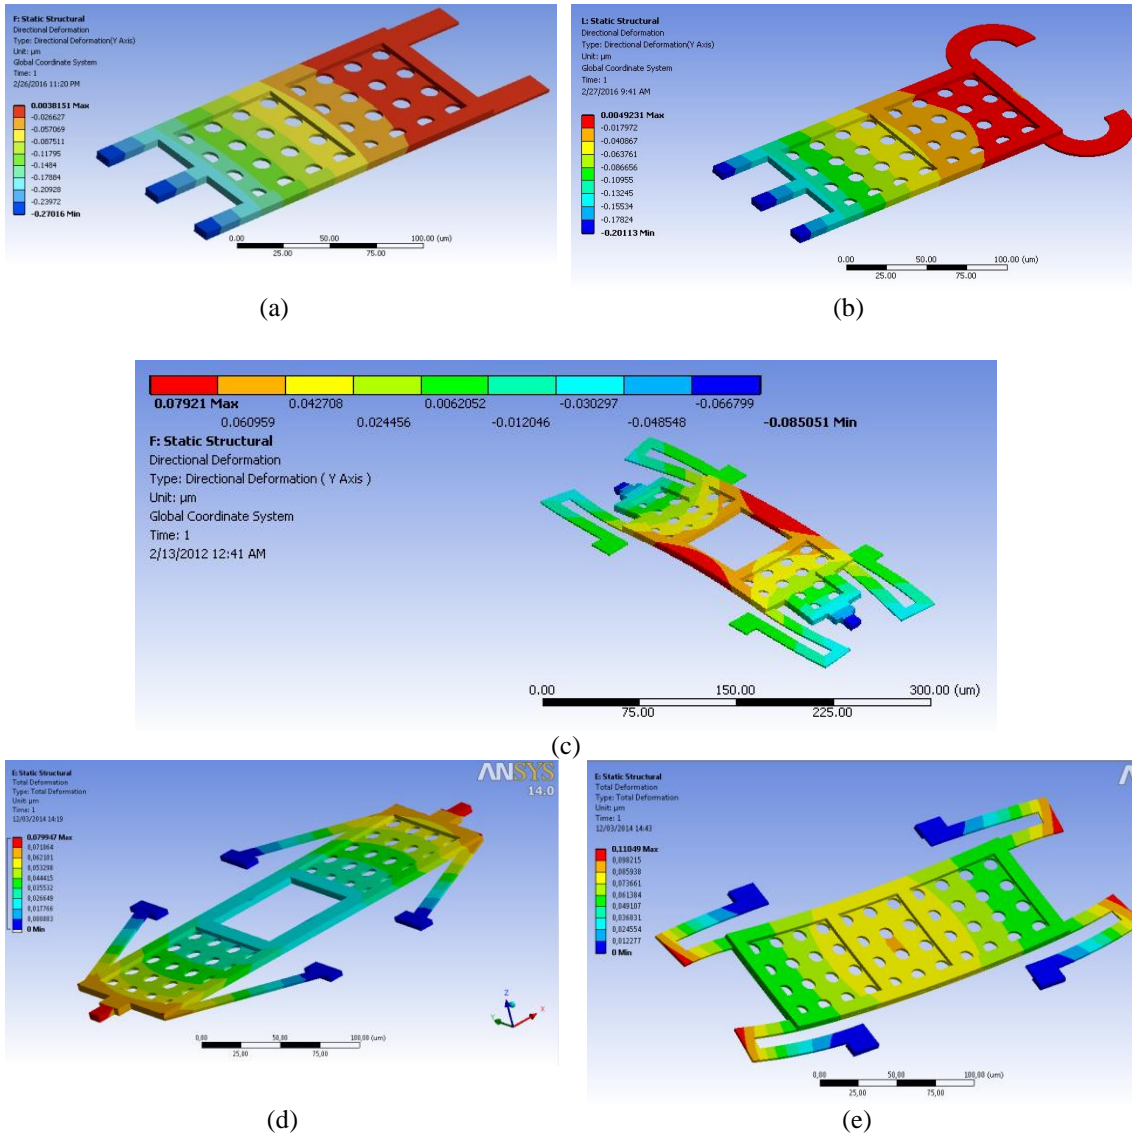 F: Static Structural
Directional Deformation
Type: Directional Deformation(Y Axis)
Unit: µm
Global Coordinate System
Time: 1
2/26/2016 11:20 PM
0.0038151 Max
-0.026627
-0.057069
-0.087511
-0.11795
-0.1484
-0.17884
-0.20928
-0.23972
-0.27016 Min
0.00 50.00 100.00 (um)
25.00 75.00
(a)
L: Static Structural
Directional Deformation
Type: Directional Deformation(Y Axis)
Unit: µm
Global Coordinate System
Time: 1
2/27/2016 9:41 AM
0.0049231 Max
-0.017972
-0.040867
-0.063761
-0.086656
-0.10955
-0.13245
-0.15534
-0.17824
-0.20113 Min
0.00 50.00 100.00 (um)
25.00 75.00
(b)
0.07921 Max 0.042708 0.0062052 -0.030297 -0.066799
0.060959 0.024456 -0.012046 -0.048548 -0.085051 Min
F: Static Structural
Directional Deformation
Type: Directional Deformation ( Y Axis )
Unit: µm
Global Coordinate System
Time: 1
2/13/2012 12:41 AM
0.00 150.00 300.00 (um)
75.00 225.00
(c)
E: Static Structural
Total Deformation
Type: Total Deformation
Unit: µm
Time: 1
12/03/2014 14:19
0,079947 Max
0,071064
0,062181
0,053298
0,044415
0,035532
0,026649
0,017766
0,008883
0 Min
ANSYS
14.0
Z
Y
X
0,00 50,00 100,00 (um)
25,00 75,00
(d)
E: Static Structural
Total Deformation
Type: Total Deformation
Unit: µm
Time: 1
12/03/2014 14:43
0,11049 Max
0,098215
0,085938
0,073661
0,061384
0,049107
0,036831
0,024554
0,012277
0 Min
0,00 50,00 100,00 (um)
25,00 75,00
(e)